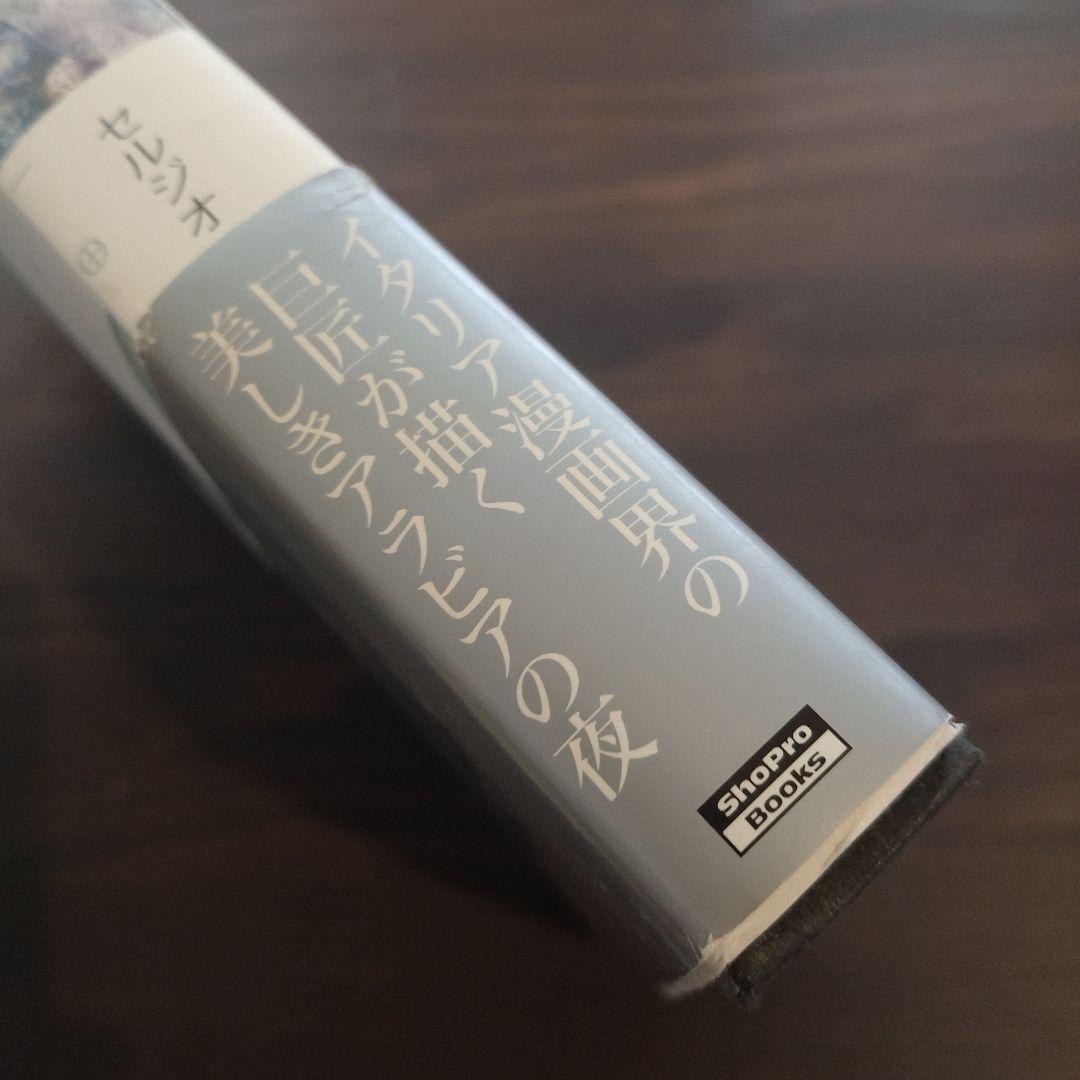 セルジオ
イタリア漫画界の
巨匠が描く
美しきアラビアの夜
ShoPro
Books